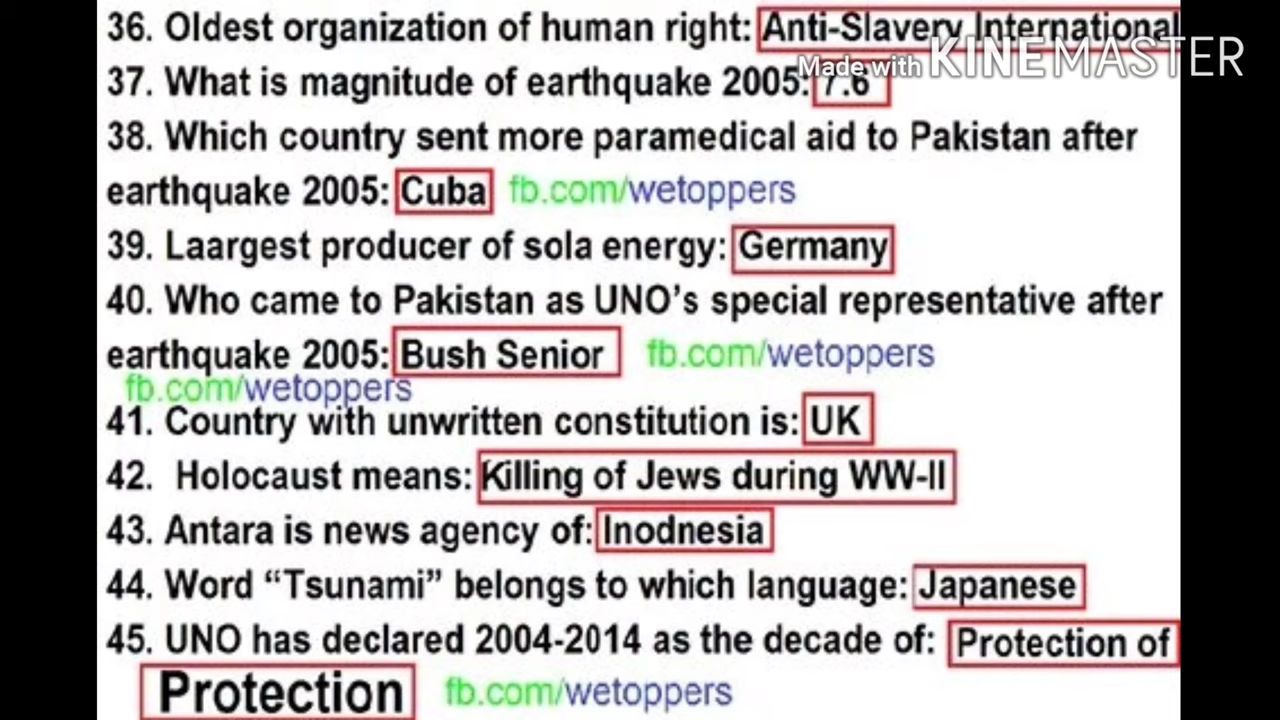 36. Oldest organization of human right: Anti-Slavery International
Made with KINEMASTER
37. What is magnitude of earthquake 2005: 7.6
38. Which country sent more paramedical aid to Pakistan after
earthquake 2005: Cuba fb.com/wetoppers
39. Laargest producer of sola energy: Germany
40. Who came to Pakistan as UNO's special representative after
earthquake 2005: Bush Senior fb.com/wetoppers
fb.com/wetoppers
41. Country with unwritten constitution is: UK
42. Holocaust means: Killing of Jews during WW-II
43. Antara is news agency of: Inodnesia
44. Word “Tsunami” belongs to which language: Japanese
45. UNO has declared 2004-2014 as the decade of: Protection of
Protection fb.com/wetoppers